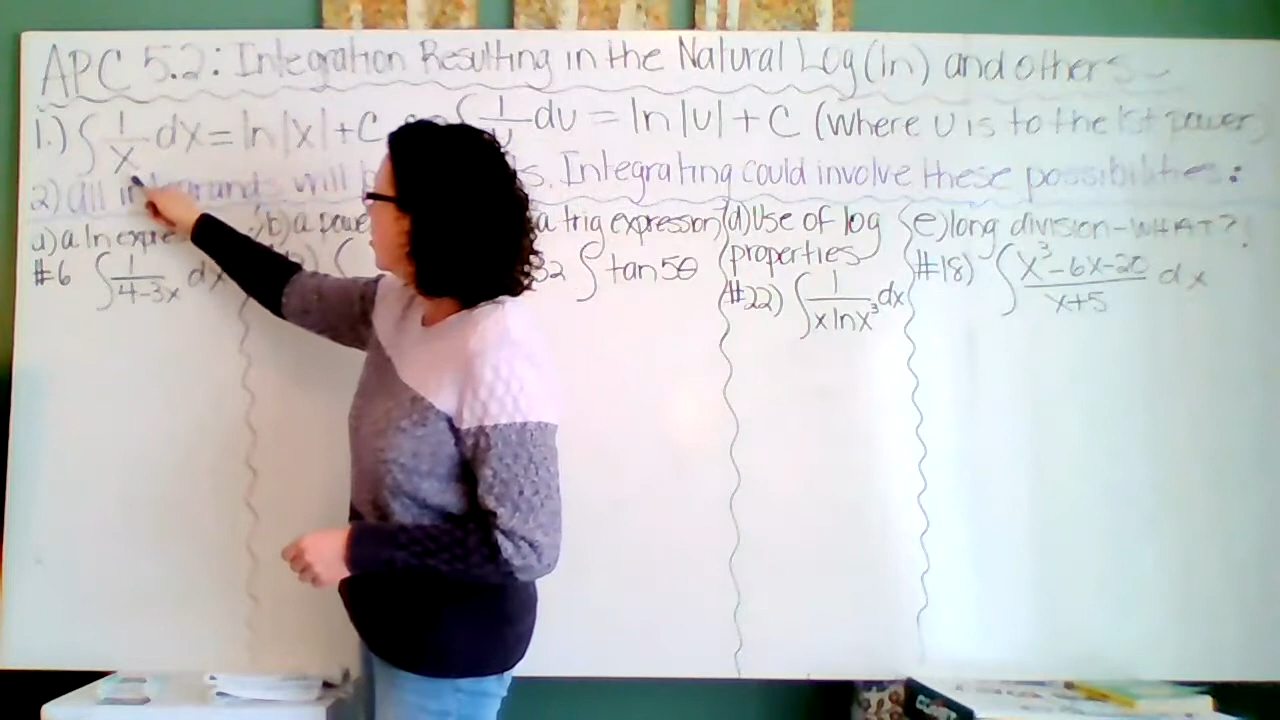 APC 5.2: Integration Resulting in the Natural Log (ln) and others
1.) ∫ 1/x dx = ln|x| + C ∫ 1/u du = ln|u| + C (where u is to the 1st power)
2) all integrands will s. Integrating could involve these possibilities:
a) a ln expre
#6 ∫ 1/(4-3x) dx
b) a powe
∫
a trig expression
32 ∫ tan5θ
(d) Use of log
properties
#22) ∫ 1/(x ln x³) dx
(e) long division-WHAT?!
#18) ∫ (x³-6x-20)/(x+5) dx